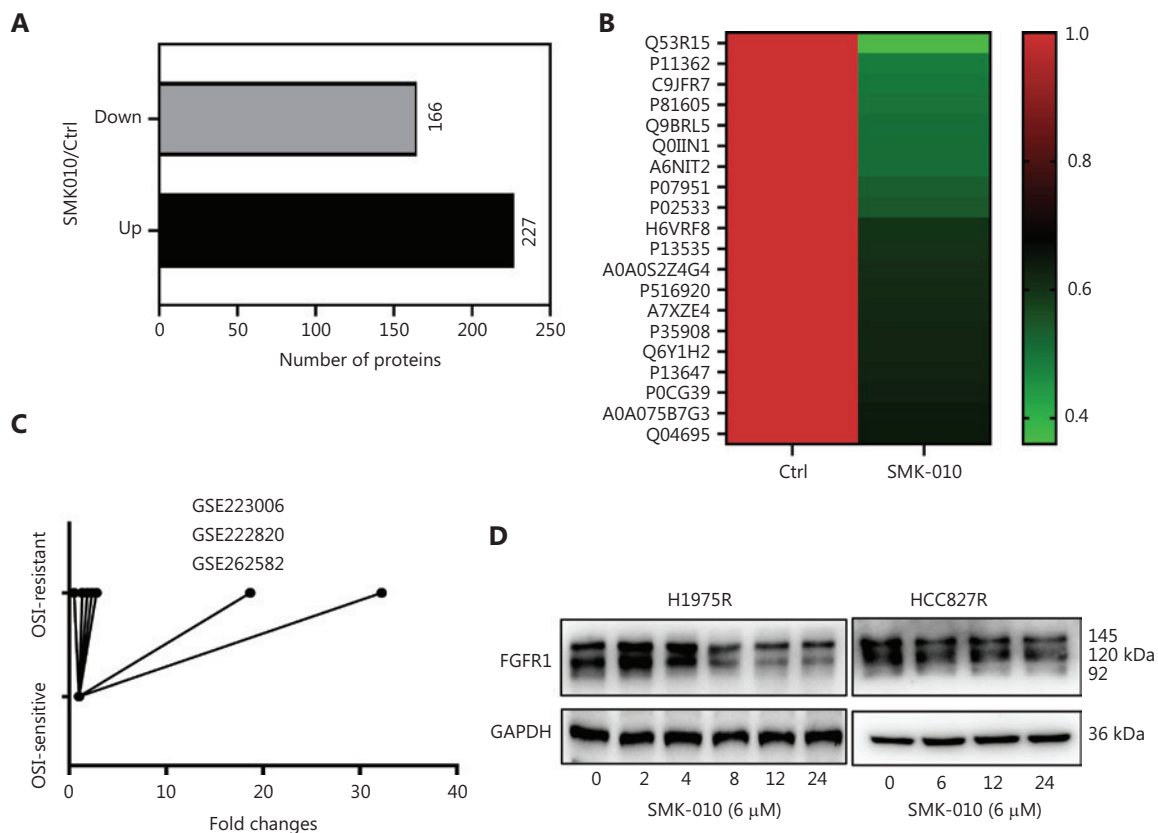 A
SMK010/Ctrl
Down
Up
166
227
0 50 100 150 200 250
Number of proteins
B
Q53R15
P11362
C9JFR7
P81605
Q9BRL5
Q0IIN1
A6NIT2
P07951
P02533
H6VRF8
P13535
A0A0S2Z4G4
P516920
A7XZE4
P35908
Q6Y1H2
P13647
P0CG39
A0A075B7G3
Q04695
Ctrl SMK-010
1.0
0.8
0.6
0.4
C
GSE223006
GSE222820
GSE262582
OSI-resistant
OSI-sensitive
0 10 20 30 40
Fold changes
D
H1975R HCC827R
FGFR1
145
120 kDa
92
GAPDH
36 kDa
0 2 4 8 12 24 0 6 12 24
SMK-010 (6 μM) SMK-010 (6 μM)